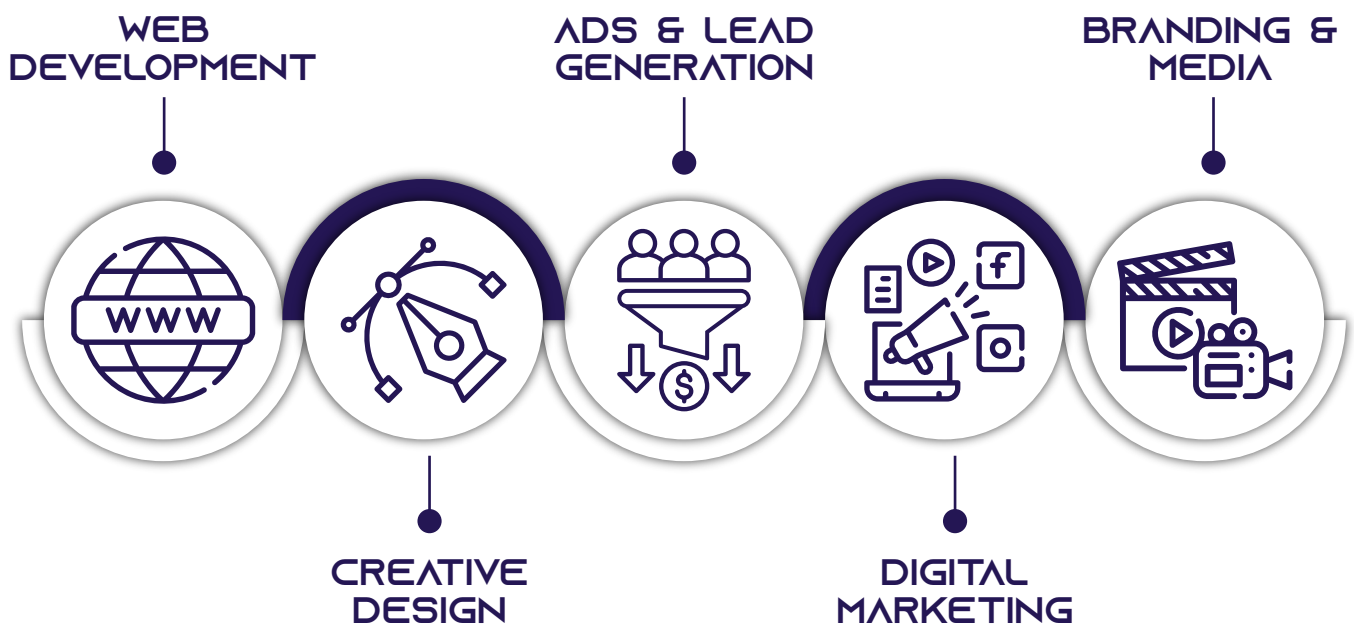 WEB
DEVELOPMENT
ADS & LEAD
GENERATION
BRANDING &
MEDIA
WWW
f
$
CREATIVE
DESIGN
DIGITAL
MARKETING